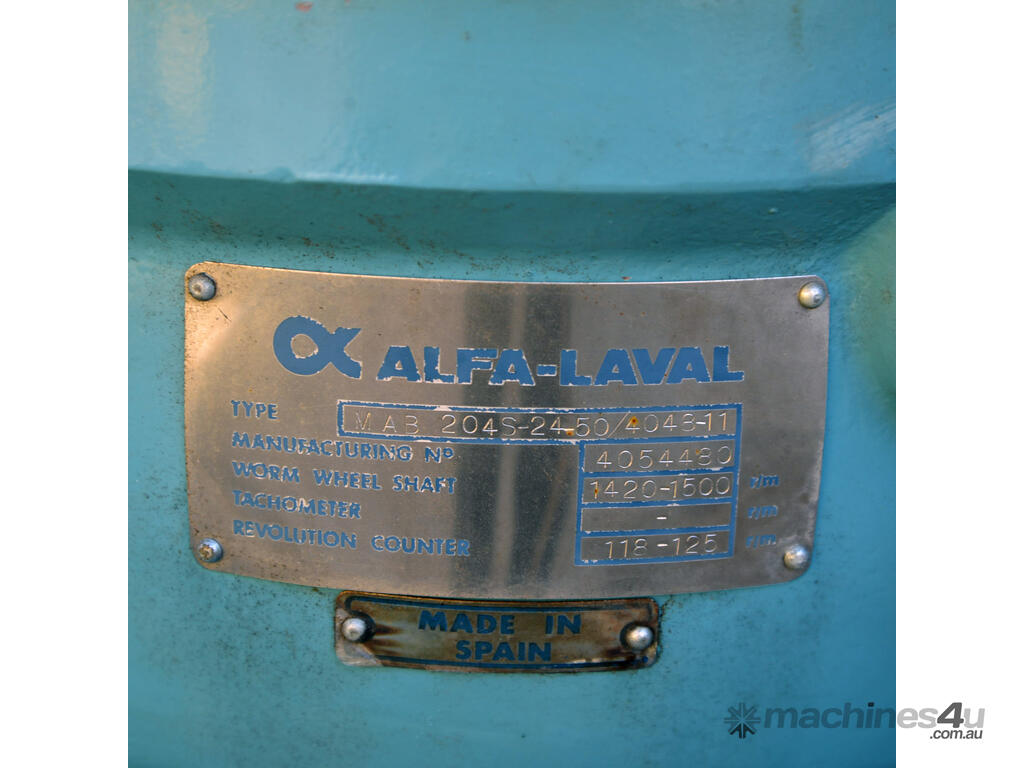 ALFA-LAVAL
TYPE MAB 204S-24-50/4048-11
MANUFACTURING Nº 4054480
WORM WHEEL SHAFT 1420-1500 r/m
TACHOMETER - r/m
REVOLUTION COUNTER 118-125 r/m
MADE IN
SPAIN
machines4u
.com.au